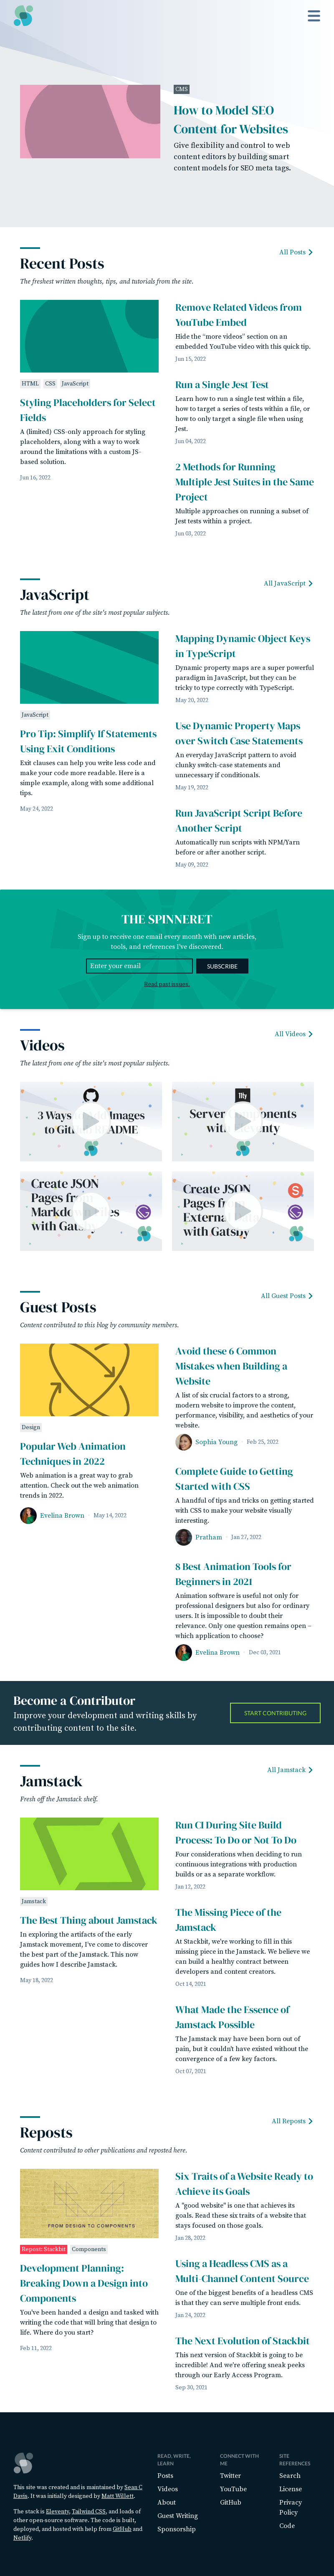 CMS
How to Model SEO
Content for Websites
Give flexibility and control to web
content editors by building smart
content models for SEO meta tags.
Recent Posts
All Posts
The freshest written thoughts, tips, and tutorials from the site.
HTML CSS JavaScript
Styling Placeholders for Select
Fields
A (limited) CSS-only approach for styling
placeholders, along with a way to work
around the limitations with a custom JS-
based solution.
Jun 16, 2022
Remove Related Videos from
YouTube Embed
Hide the “more videos” section on an
embedded YouTube video with this quick tip.
Jun 15, 2022
Run a Single Jest Test
Learn how to run a single test within a file,
how to target a series of tests within a file, or
how to only target a single file when using
Jest.
Jun 04, 2022
2 Methods for Running
Multiple Jest Suites in the Same
Project
Multiple approaches on running a subset of
Jest tests within a project.
Jun 03, 2022
JavaScript
All JavaScript
The latest from one of the site's most popular subjects.
JavaScript
Pro Tip: Simplify If Statements
Using Exit Conditions
Exit clauses can help you write less code and
make your code more readable. Here is a
simple example, along with some additional
tips.
May 24, 2022
Mapping Dynamic Object Keys
in TypeScript
Dynamic property maps are a super powerful
paradigm in JavaScript, but they can be
tricky to type correctly with TypeScript.
May 20, 2022
Use Dynamic Property Maps
over Switch Case Statements
An everyday JavaScript pattern to avoid
clunky switch-case statements and
unnecessary if conditionals.
May 19, 2022
Run JavaScript Script Before
Another Script
Automatically run scripts with NPM/Yarn
before or after another script.
May 09, 2022
THE SPINNERET
Sign up to receive one email every month with new articles,
tools, and references I've discovered.
Enter your email
SUBSCRIBE
Read past issues.
Videos
All Videos
The latest from one of the site's most popular subjects.
3 Ways
to
Create JSON
Pages
with Gatsby
Create JSON
Pages
with Gatsby
Guest Posts
All Guest Posts
Content contributed to this blog by community members.
Design
Popular Web Animation
Techniques in 2022
Web animation is a great way to grab
attention. Check out the web animation
trends in 2022.
Evelina Brown · May 14, 2022
Avoid these 6 Common
Mistakes when Building a
Website
A list of six crucial factors to a strong,
modern website to improve the content,
performance, visibility, and aesthetics of your
website.
Sophia Young · Feb 25, 2022
Complete Guide to Getting
Started with CSS
A handful of tips and tricks on getting started
with CSS to make your website visually
interesting.
Pratham · Jan 27, 2022
8 Best Animation Tools for
Beginners in 2021
Animation software is useful not only for
professional designers but also for ordinary
users. It is impossible to doubt their
relevance. Only one question remains open –
which application to choose?
Evelina Brown · Dec 03, 2021
Become a Contributor
Improve your development and writing skills by
contributing content to the site.
START CONTRIBUTING
Jamstack
All Jamstack
Fresh off the Jamstack shelf.
Jamstack
The Best Thing about Jamstack
In exploring the artifacts of the early
Jamstack movement, I've come to discover
the best part of the Jamstack. This now
guides how I describe Jamstack.
May 18, 2022
Run CI During Site Build
Process: To Do or Not To Do
Four considerations when deciding to run
continuous integrations with production
builds or as a separate workflow.
Jan 12, 2022
The Missing Piece of the
Jamstack
At Stackbit, we're working to fill in this
missing piece in the Jamstack. We believe we
can build a healthy contract between
developers and content creators.
Oct 14, 2021
What Made the Essence of
Jamstack Possible
The Jamstack may have been born out of
pain, but it couldn't have existed without the
convergence of a few key factors.
Oct 07, 2021
Reposts
All Reposts
Content contributed to other publications and reposted here.
FROM DESIGN TO COMPONENTS
Repost: Stackbit Components
Development Planning:
Breaking Down a Design into
Components
You've been handed a design and tasked with
writing the code that will bring that design to
life. Where do you start?
Feb 11, 2022
Six Traits of a Website Ready to
Achieve its Goals
A "good website" is one that achieves its
goals. Read these six traits of a website that
stays focused on those goals.
Jan 28, 2022
Using a Headless CMS as a
Multi-Channel Content Source
One of the biggest benefits of a headless CMS
is that they can serve multiple front ends.
Jan 24, 2022
The Next Evolution of Stackbit
This next version of Stackbit is going to be
incredible! And we're offering sneak peeks
through our Early Access Program.
Sep 30, 2021
This site was created and is maintained by Sean C
Davis. It was initially designed by Matt Willett.
The stack is Eleventy, Tailwind CSS, and loads of
other open source software. The code is built,
deployed, and hosted with help from GitHub and
Netlify.
READ, WRITE,
LEARN
Posts
Videos
About
Guest Writing
Sponsorship
CONNECT WITH
ME
Twitter
YouTube
GitHub
SITE
REFERENCES
Search
License
Privacy
Policy
Code